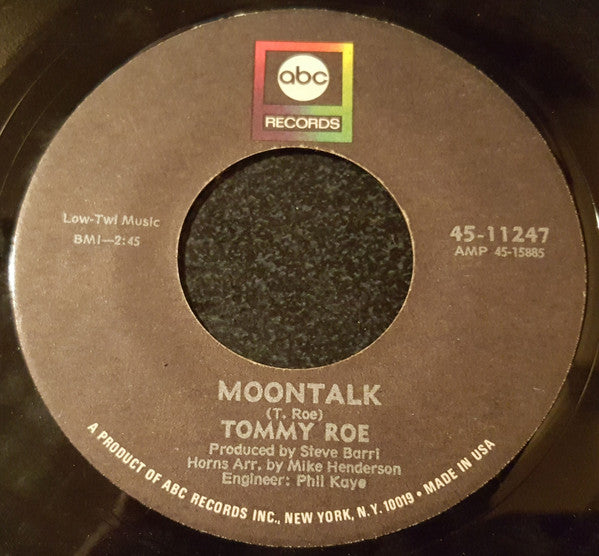 abc
RECORDS
Low-Twi Music
BMI—2:45
45-11247
AMP 45-15885
MOONTALK
(T. Roe)
TOMMY ROE
Produced by Steve Barri
Horns Arr. by Mike Henderson
Engineer: Phil Kaye
A PRODUCT OF ABC RECORDS INC., NEW YORK, N.Y. 10019 • MADE IN USA